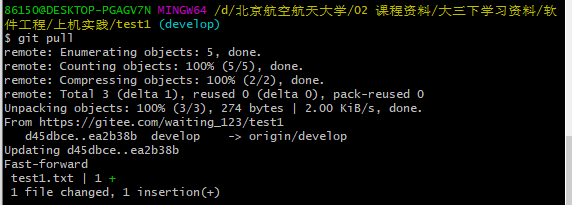 86150@DESKTOP-PGAGV7N MINGW64 /d/北京航空航天大学/02 课程资料/大三下学习资料/软
件工程/上机实践/test1 (develop)
$ git pull
remote: Enumerating objects: 5, done.
remote: Counting objects: 100% (5/5), done.
remote: Compressing objects: 100% (2/2), done.
remote: Total 3 (delta 1), reused 0 (delta 0), pack-reused 0
Unpacking objects: 100% (3/3), 274 bytes | 2.00 KiB/s, done.
From https://gitee.com/waiting_123/test1
   d45dbce..ea2b38b  develop    -> origin/develop
Updating d45dbce..ea2b38b
Fast-forward
 test1.txt | 1 +
 1 file changed, 1 insertion(+)